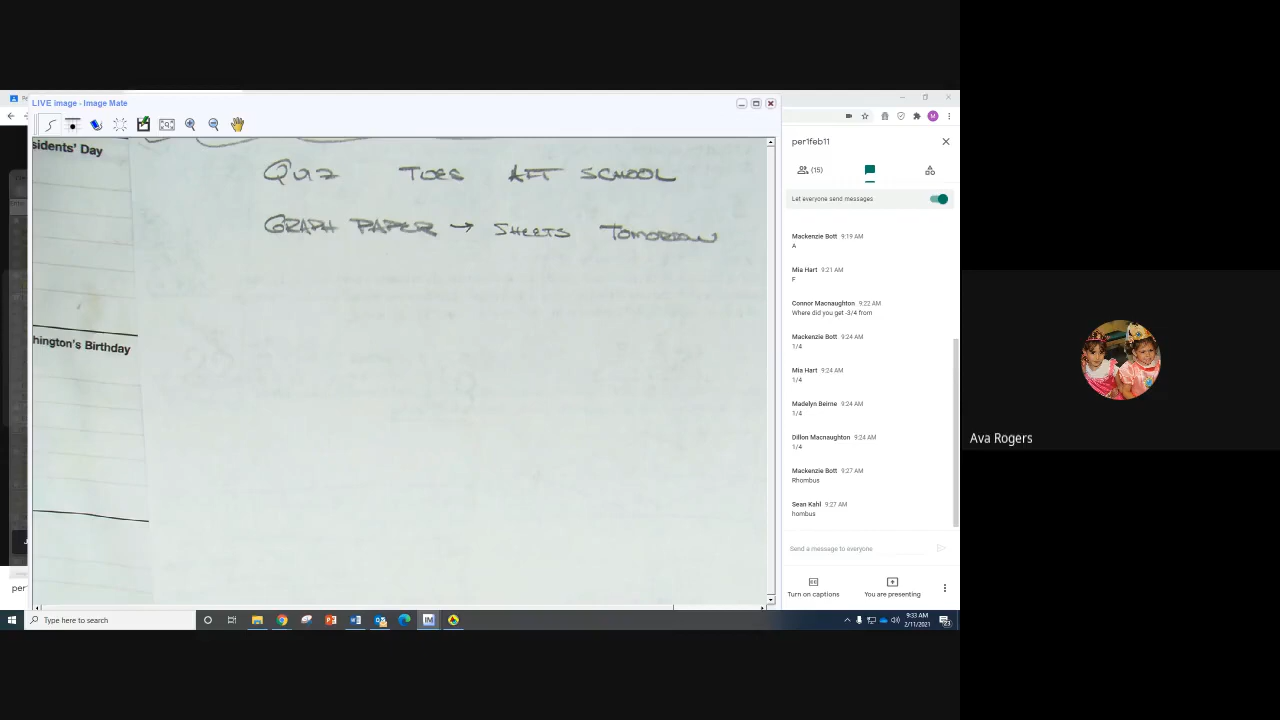 LIVE image - Image Mate
sidents' Day
QUIZ TUES AFT SCHOOL
GRAPH PAPER → SHEETS TOMORROW
hington's Birthday
per1feb11
(15)
Let everyone send messages
Mackenzie Bott 9:19 AM
A
Mia Hart 9:21 AM
F
Connor Macnaughton 9:22 AM
Where did you get -3/4 from
Mackenzie Bott 9:24 AM
1/4
Mia Hart 9:24 AM
1/4
Madelyn Beirne 9:24 AM
1/4
Dillon Macnaughton 9:24 AM
1/4
Mackenzie Bott 9:27 AM
Rhombus
Sean Kahl 9:27 AM
hombus
Send a message to everyone
Turn on captions
You are presenting
Ava Rogers
per
Type here to search
9:33 AM
2/11/2021